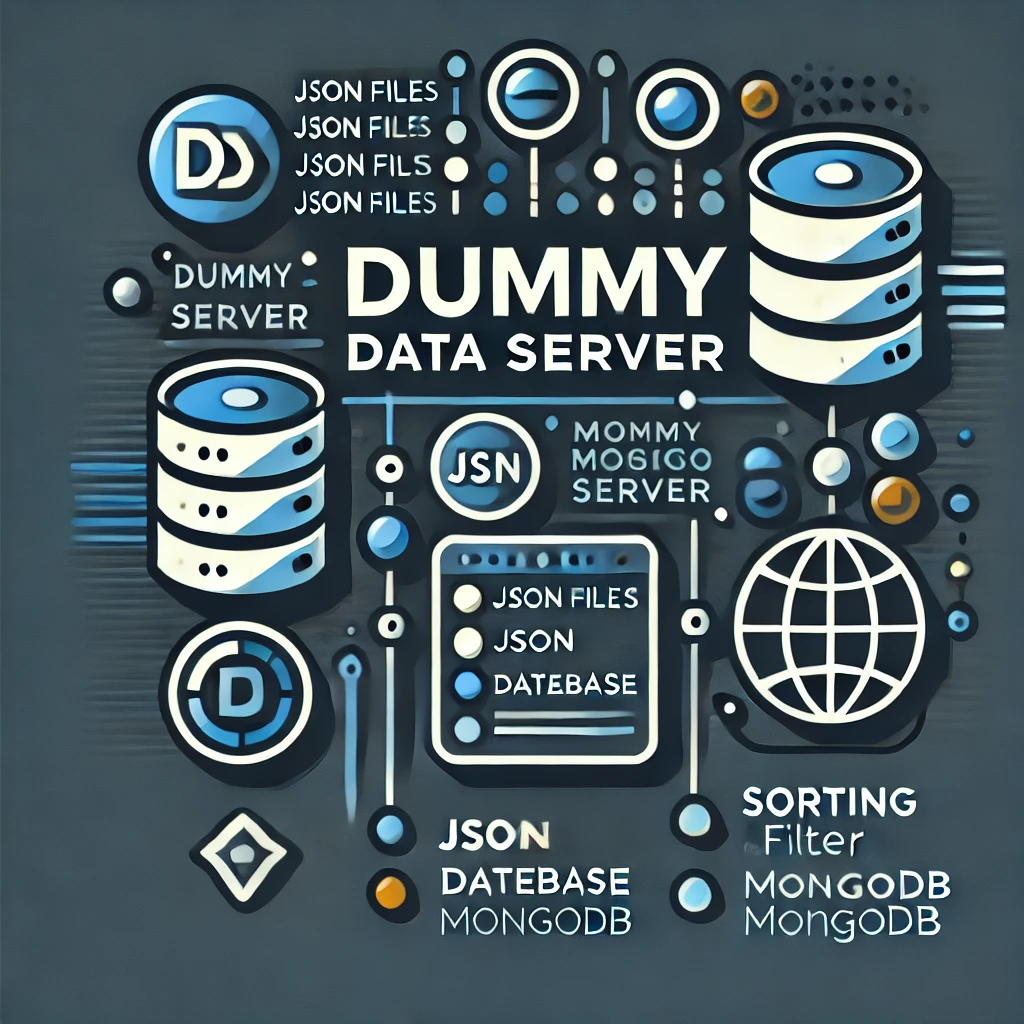 D
JSON FILES
JSON FILES
JSON FILS
JSON FILES
DUMMY
SERVER
DUMMY
DATA SERVER
JSN
MOMMY
MOGIGO
SERVER
JSON FILES
JSON
DATEBASE
D
JSON
DATEBASE
MONGODB
SORTING
Filter
MONGODB
MongoDB